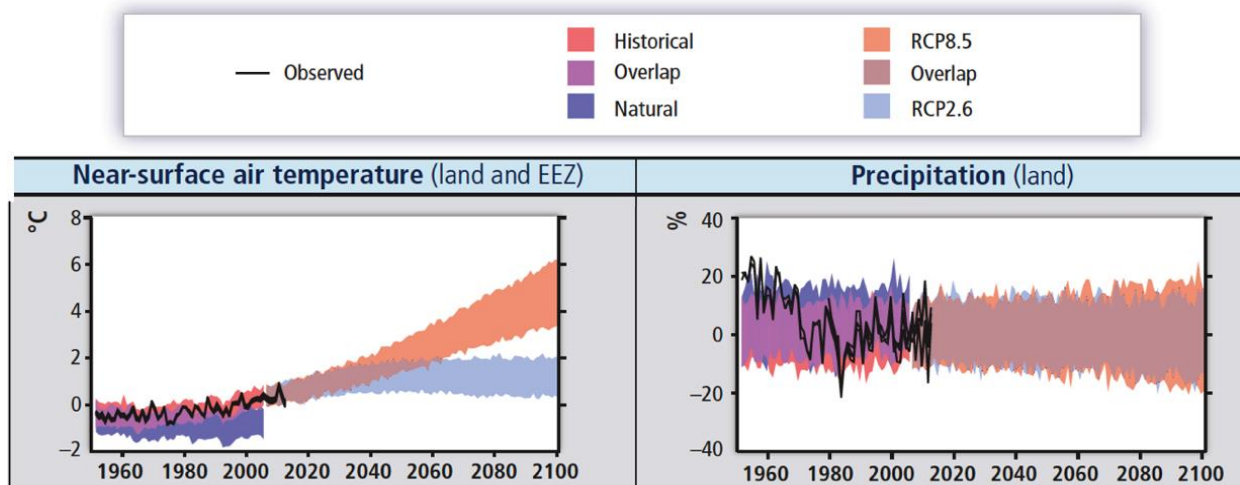 Observed
Historical
Overlap
Natural
RCP8.5
Overlap
RCP2.6
Near-surface air temperature (land and EEZ)
°C
8
6
4
2
0
–2
1960 1980 2000 2020 2040 2060 2080 2100
Precipitation (land)
%
40
20
0
–20
–40
1960 1980 2000 2020 2040 2060 2080 2100